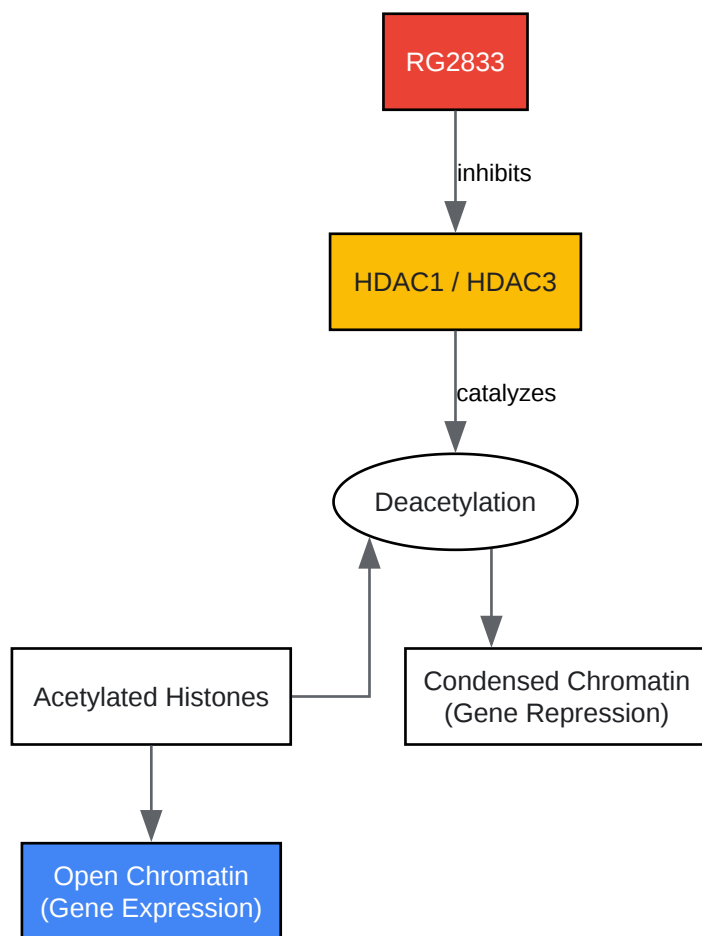 RG2833
inhibits
HDAC1 / HDAC3
catalyzes
Deacetylation
Acetylated Histones
Condensed Chromatin
(Gene Repression)
Open Chromatin
(Gene Expression)